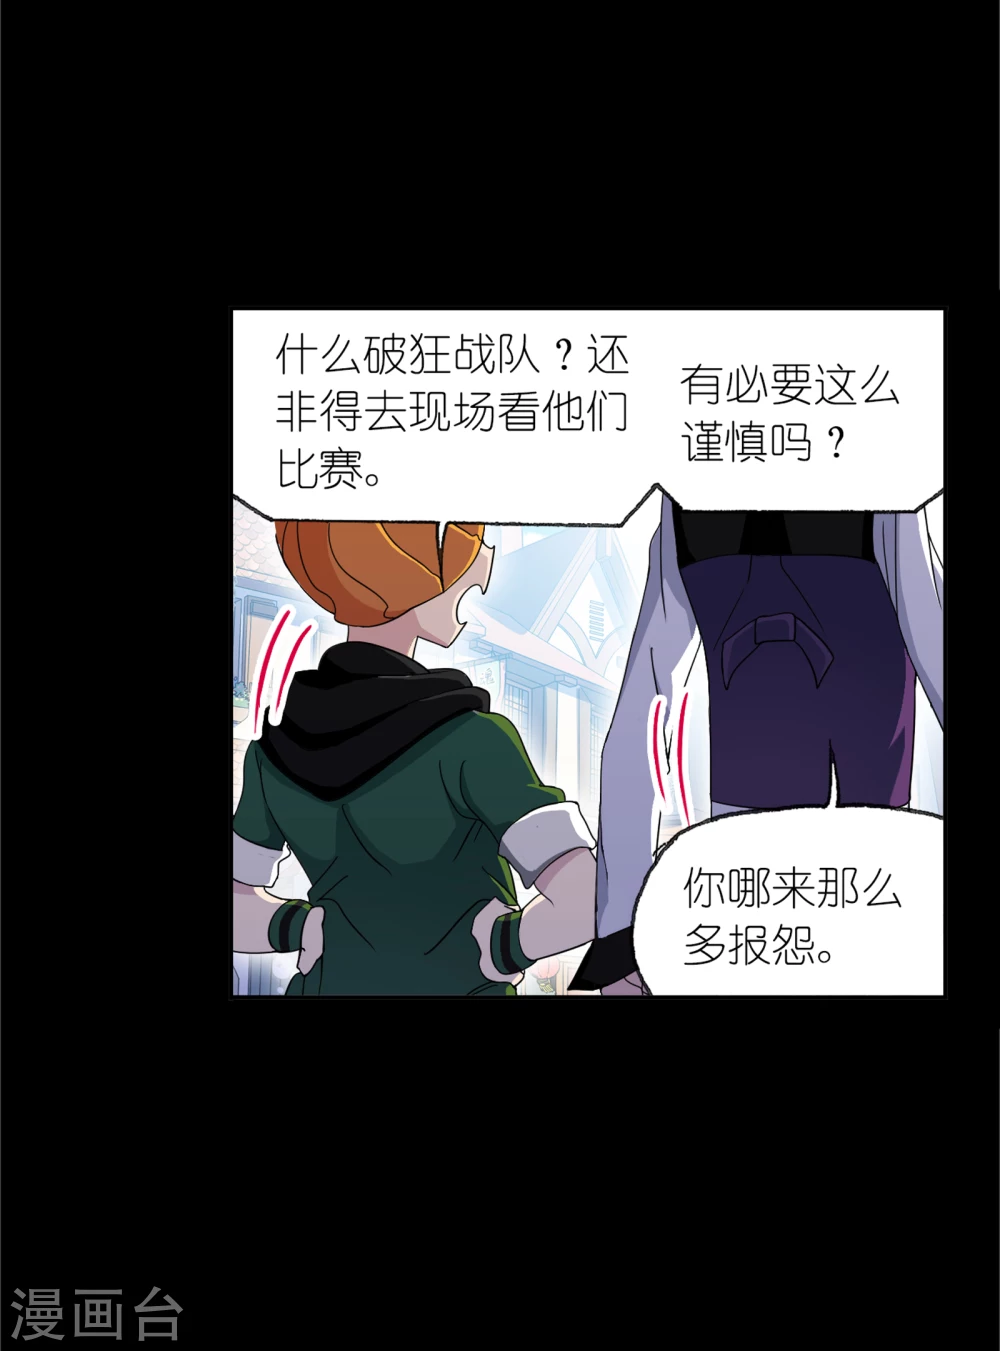 什么破狂战队？还
非得去现场看他们
比赛。
有必要这么
谨慎吗？
魂
你哪来那么
多报怨。
漫画台